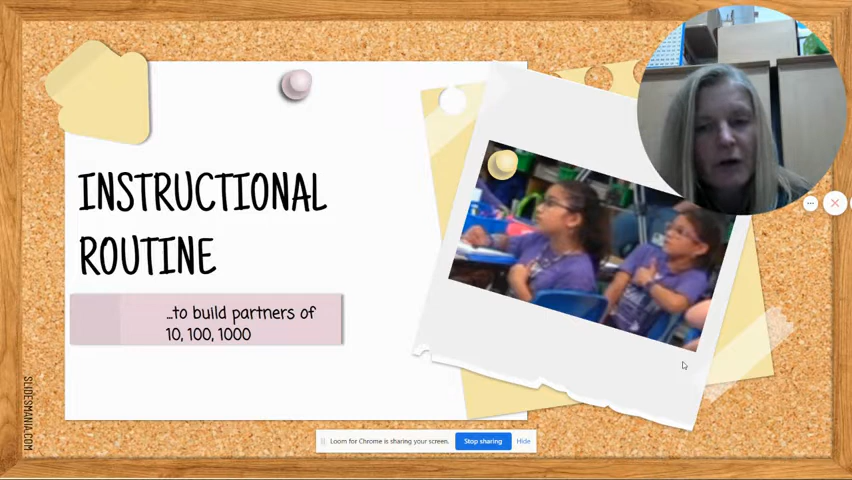 INSTRUCTIONAL
ROUTINE
...to build partners of
10, 100, 1000
SLIDESMANIA.COM
Loom for Chrome is sharing your screen. Stop sharing Hide